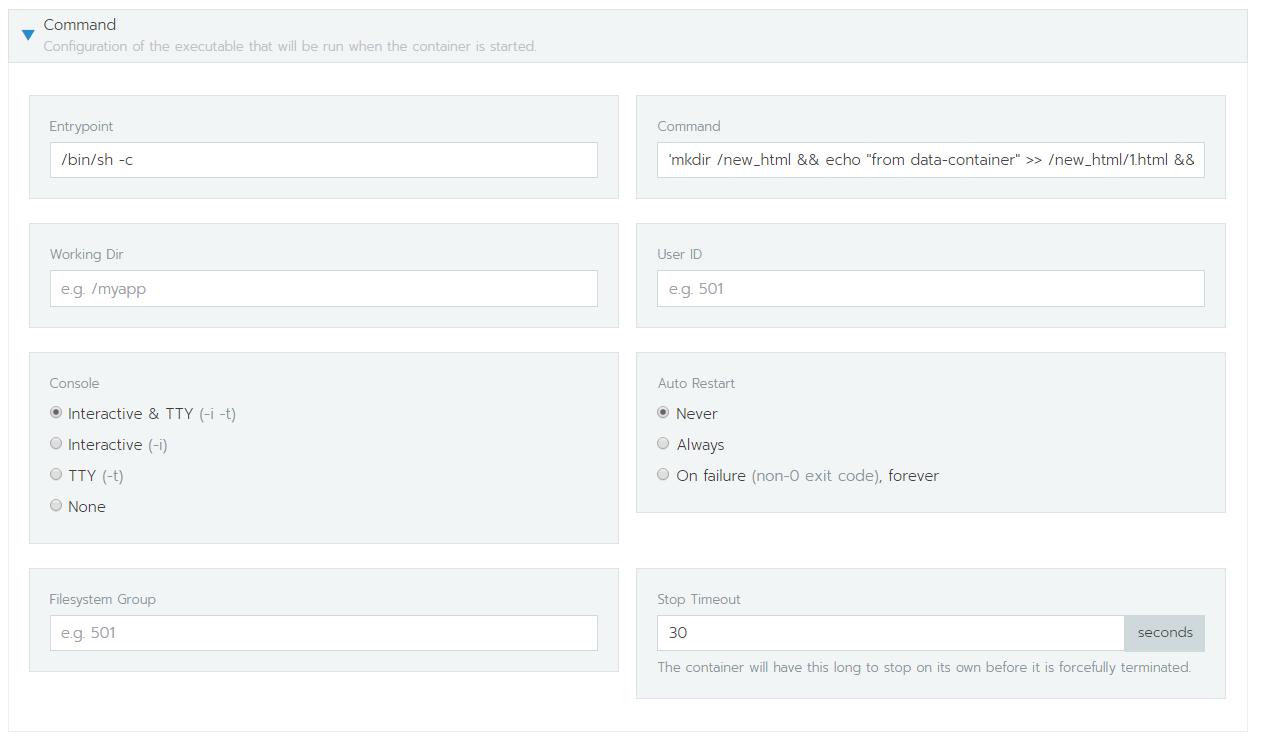 Command
Configuration of the executable that will be run when the container is started.
Entrypoint
/bin/sh -c
Command
'mkdir /new_html && echo "from data-container" >> /new_html/1.html &&
Working Dir
e.g. /myapp
User ID
e.g. 501
Console
Interactive & TTY (-i -t)
Interactive (-i)
TTY (-t)
None
Auto Restart
Never
Always
On failure (non-0 exit code), forever
Filesystem Group
e.g. 501
Stop Timeout
30
seconds
The container will have this long to stop on its own before it is forcefully terminated.